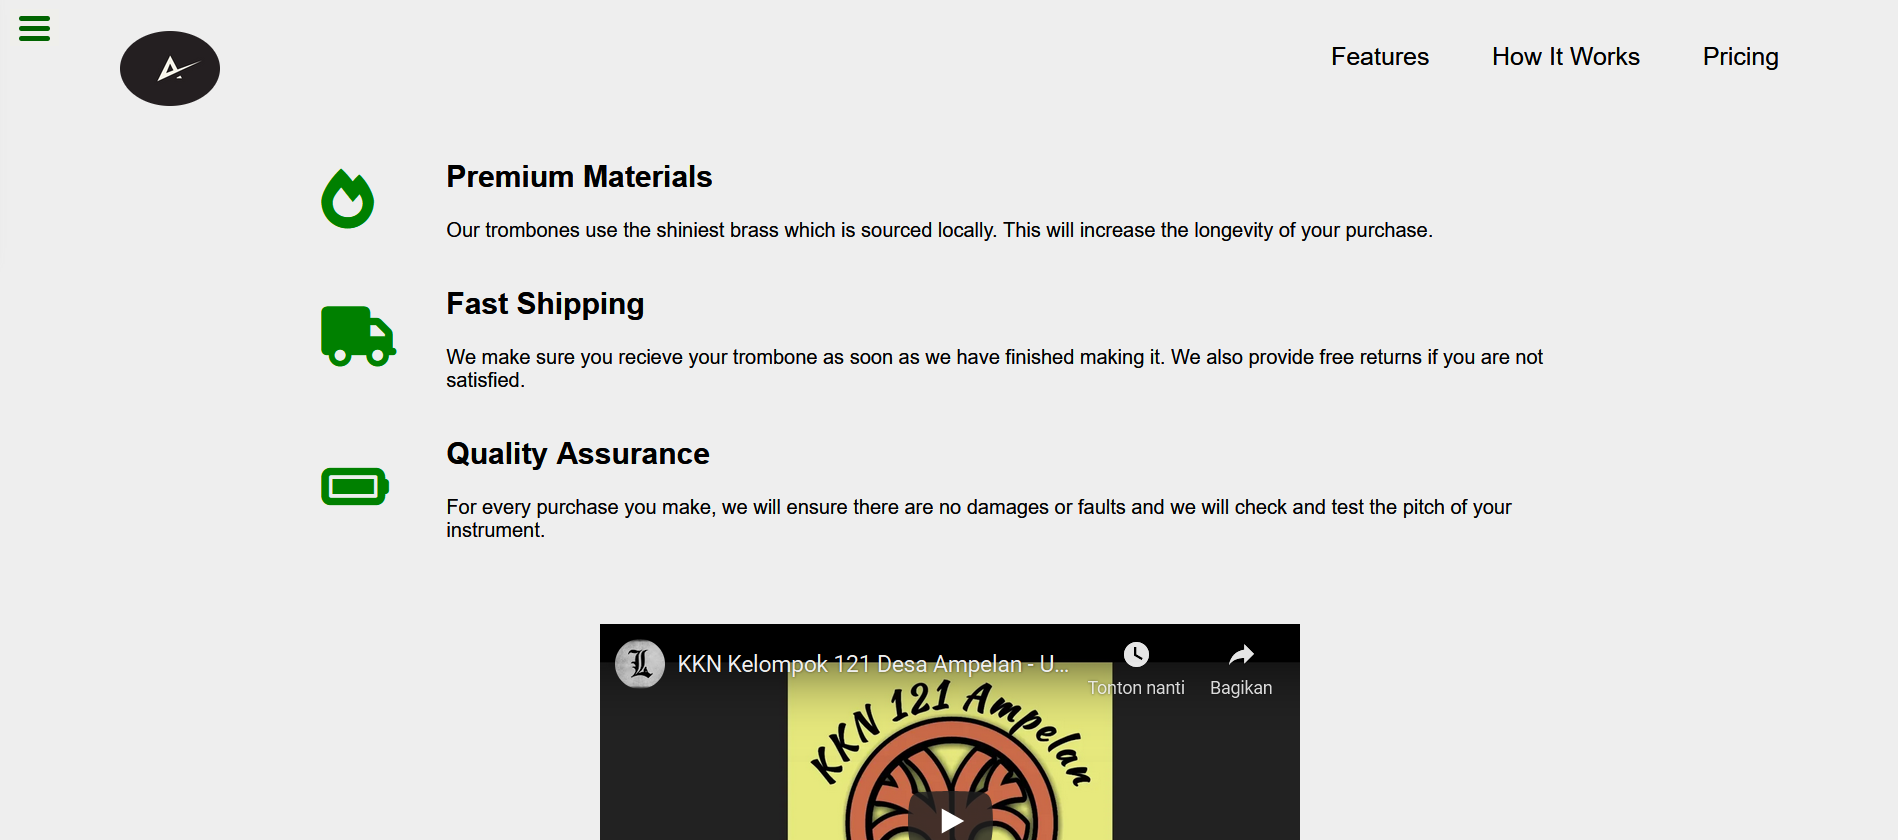 Features
How It Works
Pricing
Premium Materials
Our trombones use the shiniest brass which is sourced locally. This will increase the longevity of your purchase.
Fast Shipping
We make sure you recieve your trombone as soon as we have finished making it. We also provide free returns if you are not
satisfied.
Quality Assurance
For every purchase you make, we will ensure there are no damages or faults and we will check and test the pitch of your
instrument.
L
KKN Kelompok 121 Desa Ampelan - U...
Tonton nanti
Bagikan
KKN 121 Ampelan